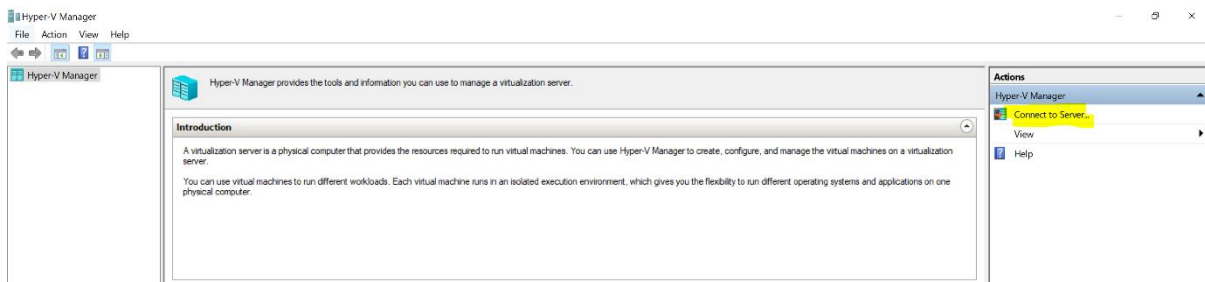 Hyper-V Manager
File Action View Help
Hyper-V Manager
Hyper-V Manager provides the tools and information you can use to manage a virtualization server.
Introduction
A virtualization server is a physical computer that provides the resources required to run virtual machines. You can use Hyper-V Manager to create, configure, and manage the virtual machines on a virtualization
server.
You can use virtual machines to run different workloads. Each virtual machine runs in an isolated execution environment, which gives you the flexibility to run different operating systems and applications on one
physical computer.
Actions
Hyper-V Manager
Connect to Server...
View
Help